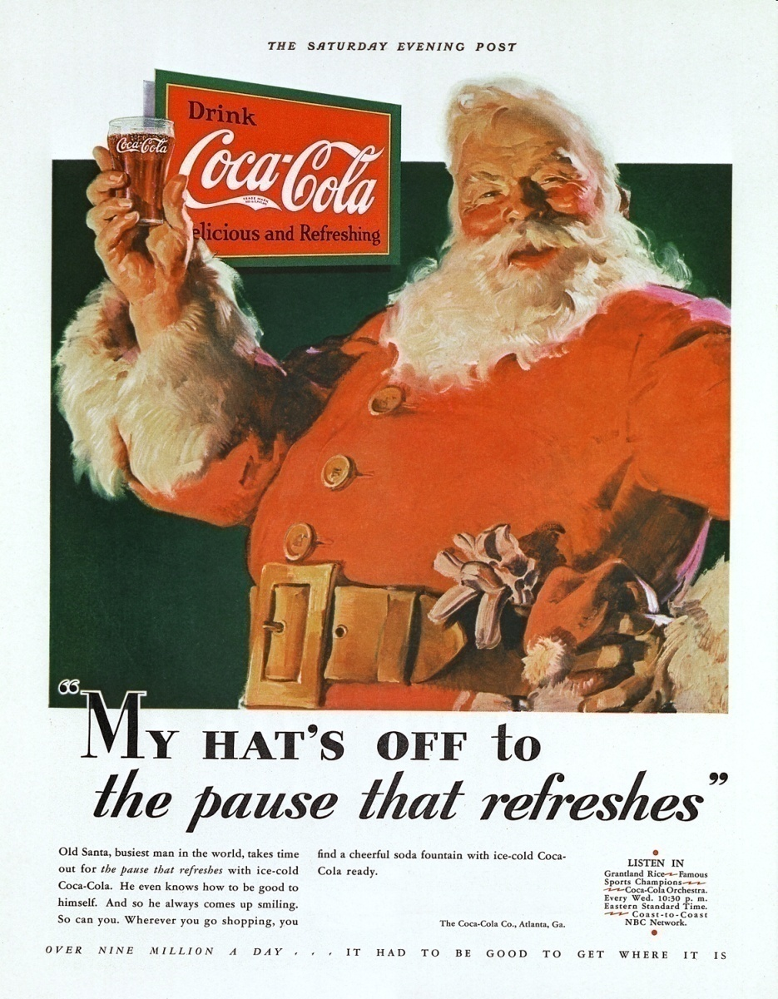 THE SATURDAY EVENING POST
Drink
Coca-Cola
Coca-Cola
TRADE MARK
elicious and Refreshing
“My HAT’S OFF to
the pause that refreshes”
Old Santa, busiest man in the world, takes time
out for the pause that refreshes with ice-cold
Coca-Cola. He even knows how to be good to
himself. And so he always comes up smiling.
So can you. Wherever you go shopping, you
find a cheerful soda fountain with ice-cold Coca-
Cola ready.
The Coca-Cola Co., Atlanta, Ga.
LISTEN IN
Grantland Rice Famous
Sports Champions
Coca-Cola Orchestra.
Every Wed. 10:30 p. m.
Eastern Standard Time.
Coast-to-Coast
NBC Network.
OVER NINE MILLION A DAY . . . IT HAD TO BE GOOD TO GET WHERE IT IS